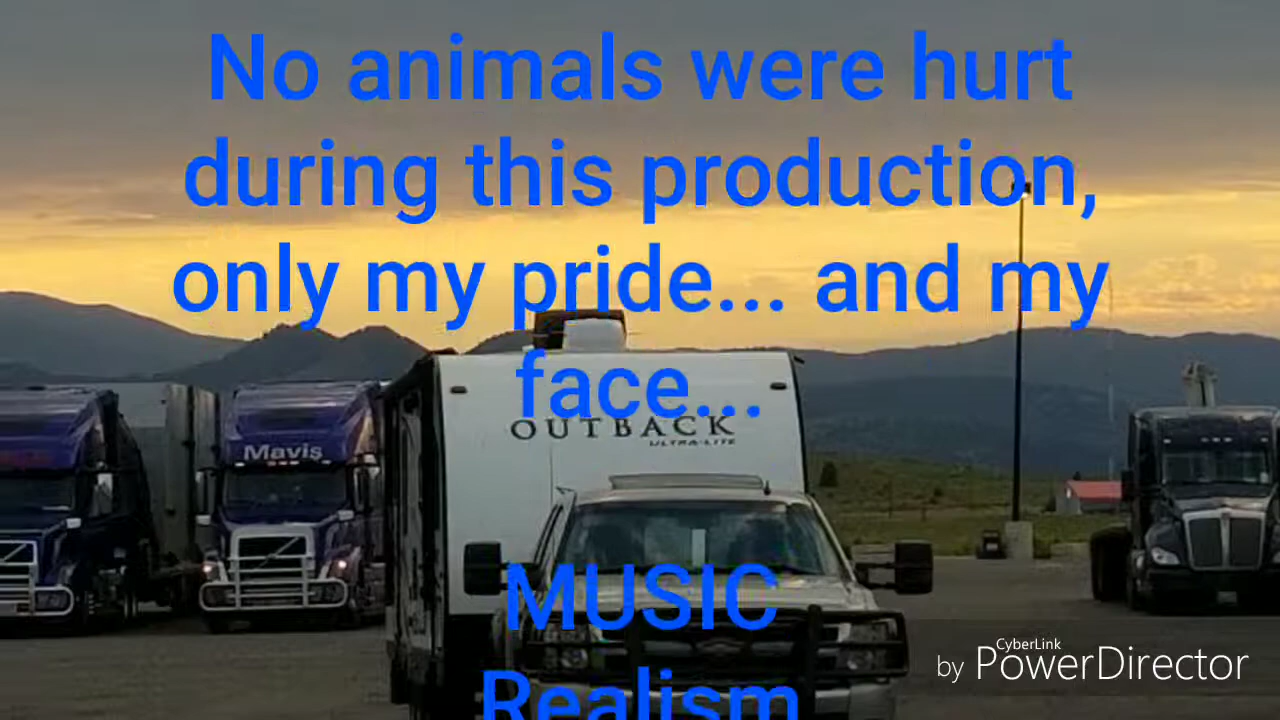 No animals were hurt
during this production,
only my pride... and my
face...
OUTBACK
ULTRA-LITE
Mavis
MUSIC
Realism
CyberLink
by PowerDirector